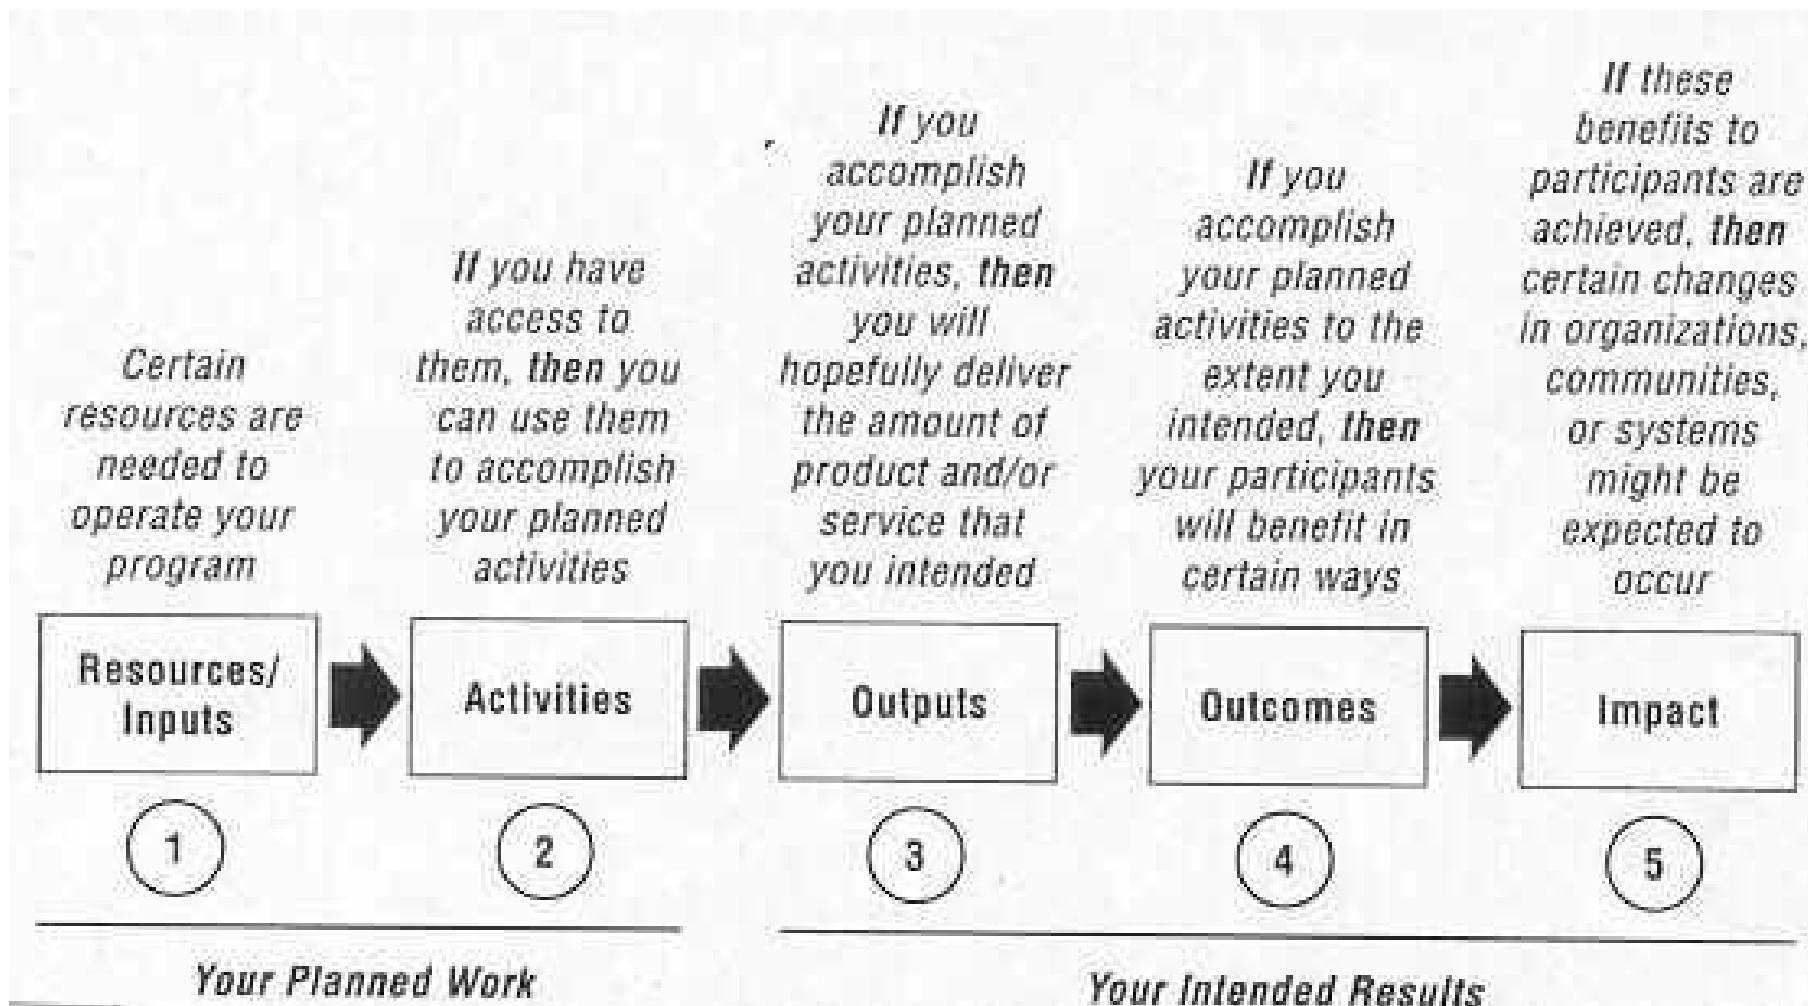 Certain
resources are
needed to
operate your
program
If you have
access to
them, then you
can use them
to accomplish
your planned
activities
If you
accomplish
your planned
activities, then
you will
hopefully deliver
the amount of
product and/or
service that
you intended
If you
accomplish
your planned
activities to the
extent you
intended, then
your participants
will benefit in
certain ways
If these
benefits to
participants are
achieved, then
certain changes
in organizations,
communities,
or systems
might be
expected to
occur
Resources/
Inputs
Activities
Outputs
Outcomes
Impact
1
2
3
4
5
Your Planned Work
Your Intended Results